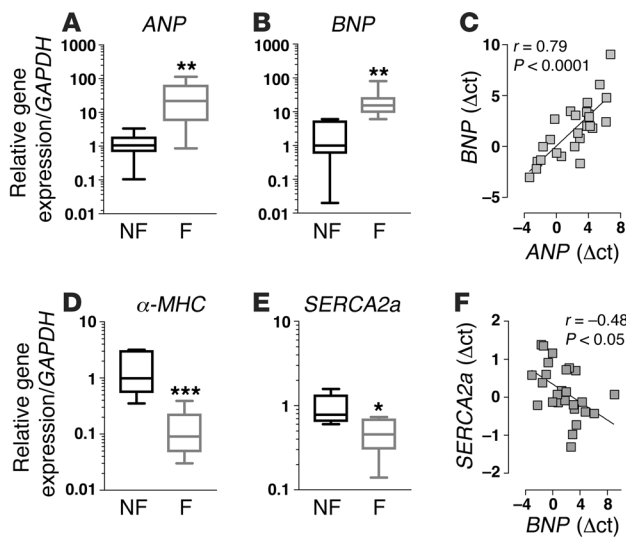 A
ANP
Relative gene
expression/GAPDH
1000
100
10
1
0.1
0.01
**
NF
F
B
BNP
1000
100
10
1
0.1
0.01
**
NF
F
C
BNP (Δct)
10
5
0
−5
r = 0.79
P < 0.0001
−4
0
4
8
ANP (Δct)
D
α-MHC
Relative gene
expression/GAPDH
10
1
0.1
0.01
***
NF
F
E
SERCA2a
10
1
0.1
*
NF
F
F
SERCA2a (Δct)
2
1
0
−1
−2
r = −0.48
P < 0.05
−4
0
4
8
BNP (Δct)